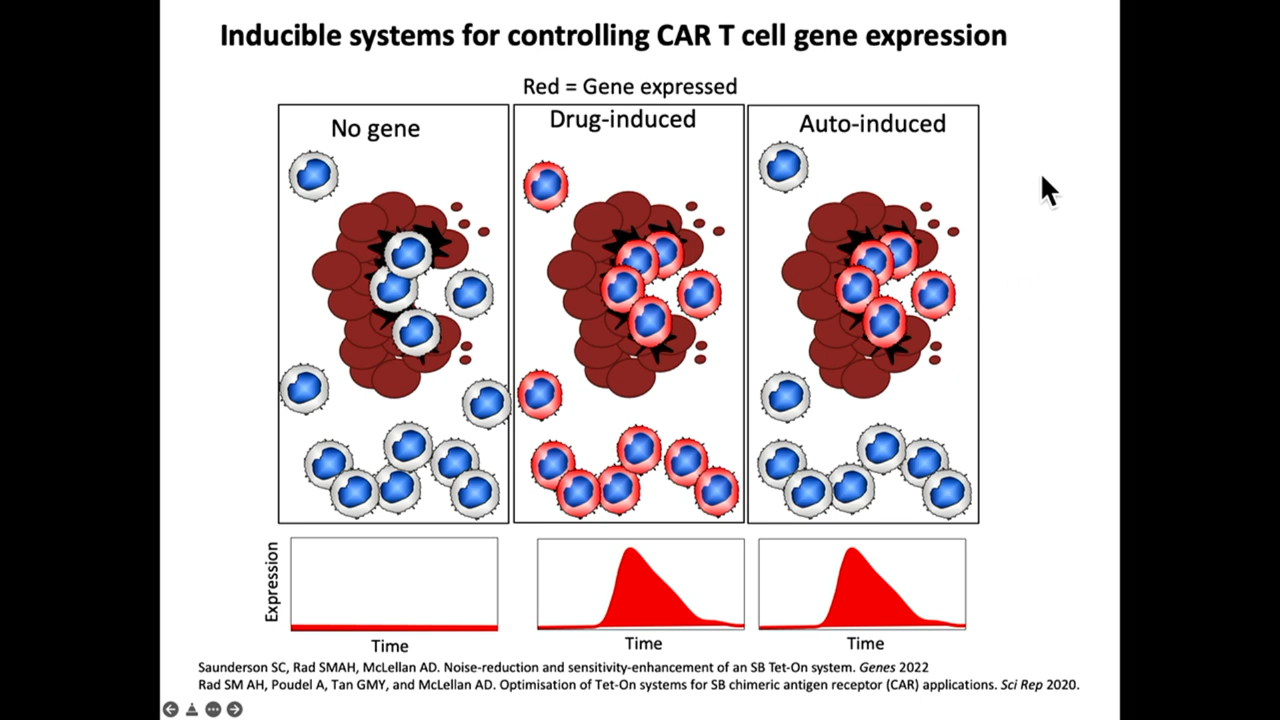 Inducible systems for controlling CAR T cell gene expression
Red = Gene expressed
No gene
Drug-induced
Auto-induced
Expression
Time
Time
Time
Saunderson SC, Rad SMAH, McLellan AD. Noise-reduction and sensitivity-enhancement of an SB Tet-On system. Genes 2022
Rad SM AH, Poudel A, Tan GMY, and McLellan AD. Optimisation of Tet-On systems for SB chimeric antigen receptor (CAR) applications. Sci Rep 2020.